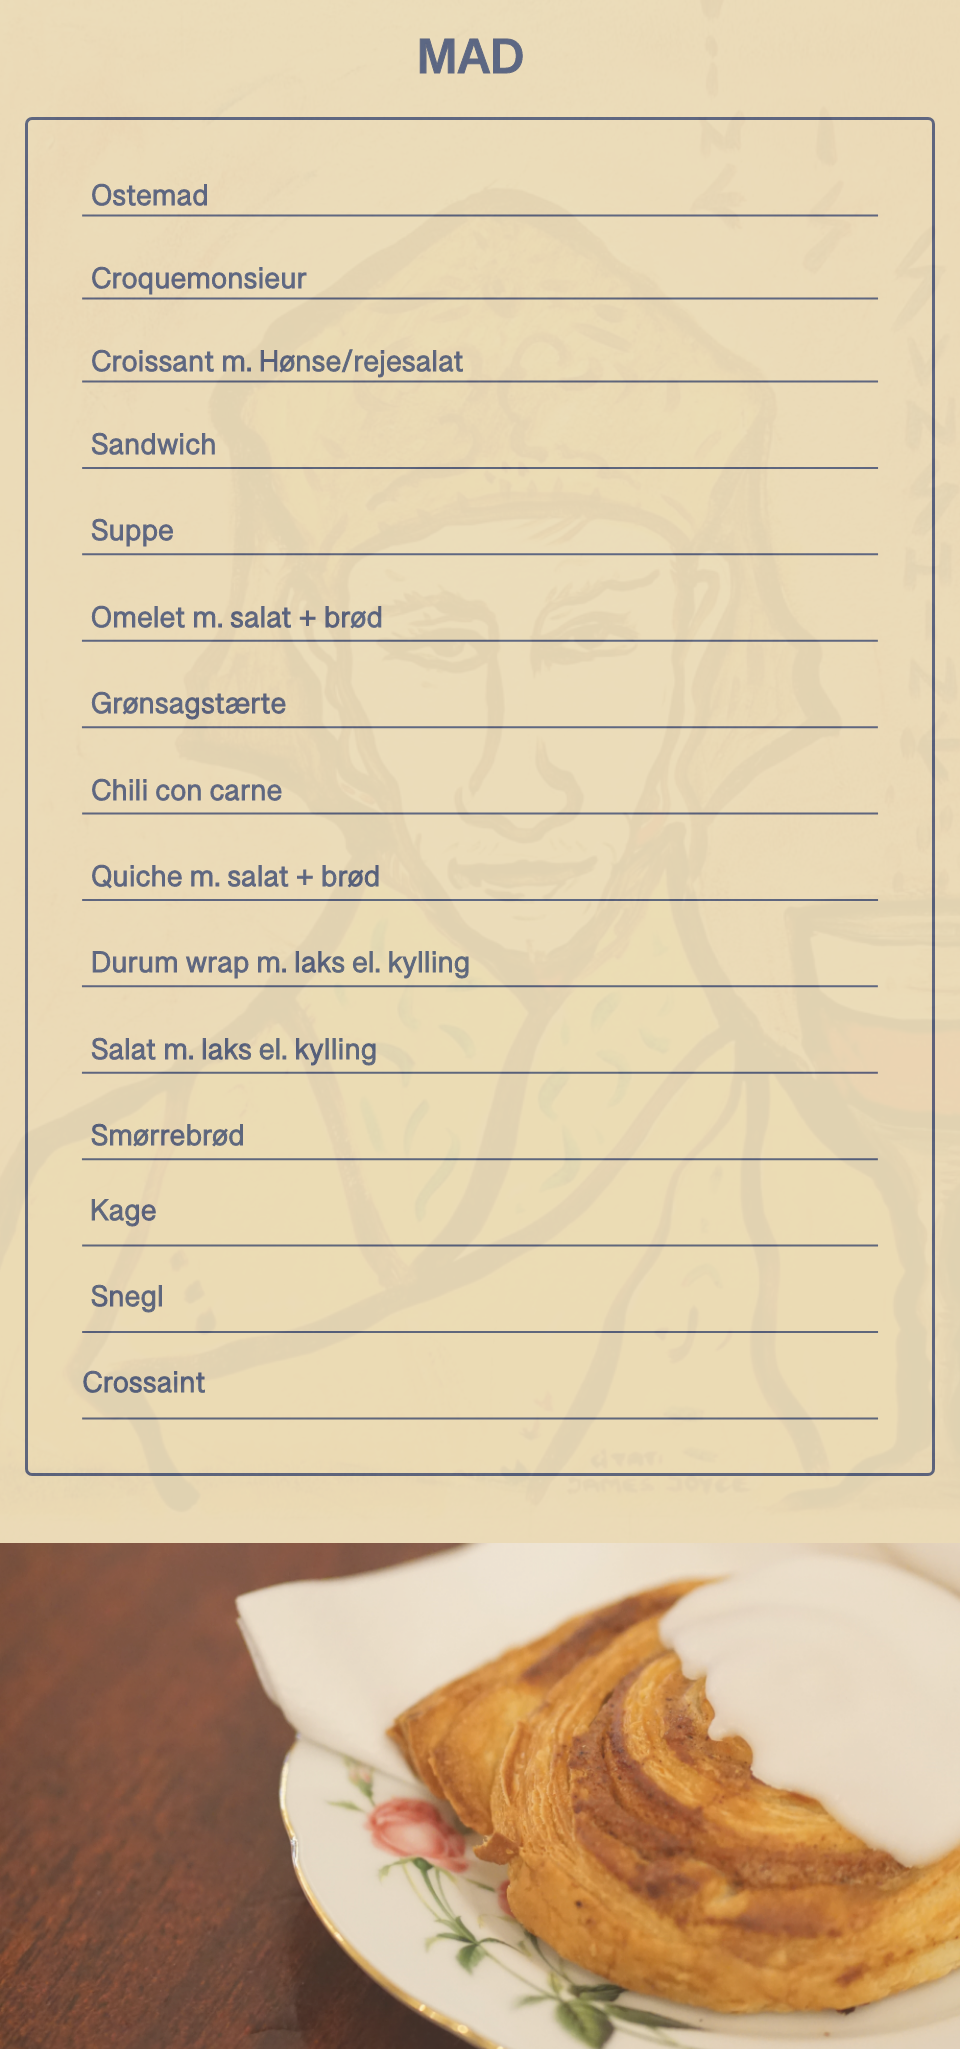 MAD
Ostemad
Croquemonsieur
Croissant m. Hønse/rejesalat
Sandwich
Suppe
Omelet m. salat + brød
Grønsagstærte
Chili con carne
Quiche m. salat + brød
Durum wrap m. laks el. kylling
Salat m. laks el. kylling
Smørrebrød
Kage
Snegl
Crossaint
JAMES JOYCE